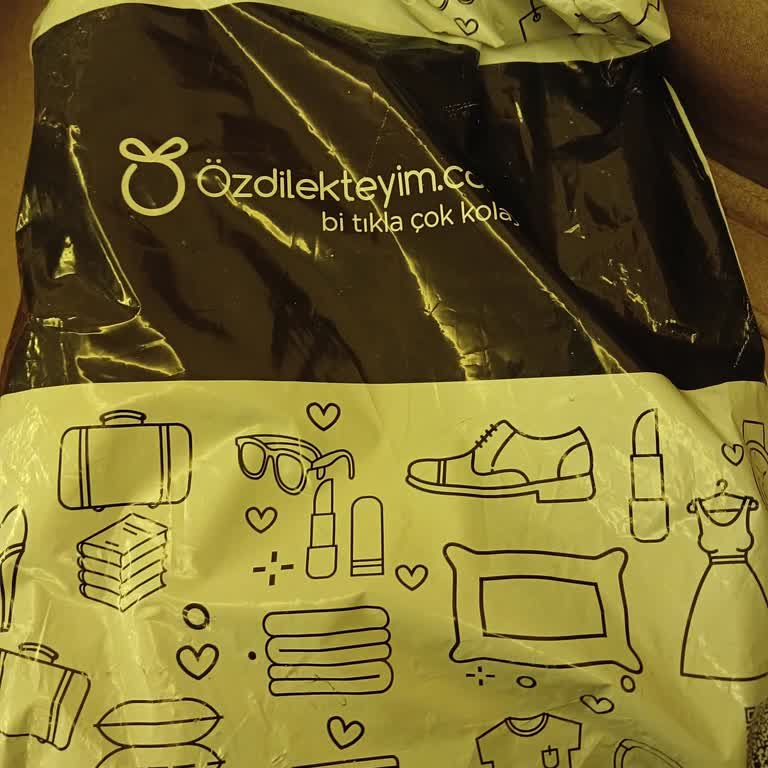 Özdilekteyim.co
bi tıkla çok kola